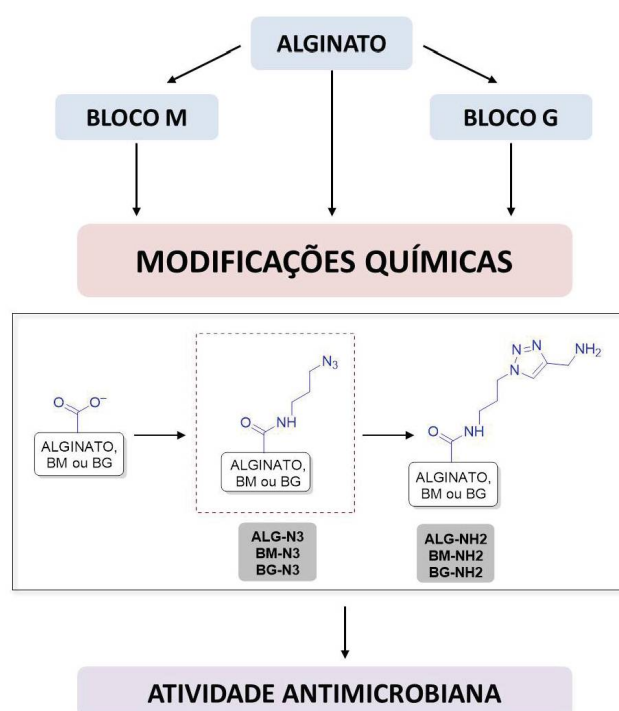 ALGINATO
BLOCO M
BLOCO G
MODIFICAÇÕES QUÍMICAS
O O⁻
ALGINATO,
BM ou BG
N₃
O NH
ALGINATO,
BM ou BG
ALG-N3
BM-N3
BG-N3
N N N NH₂
O NH
ALGINATO,
BM ou BG
ALG-NH2
BM-NH2
BG-NH2
ATIVIDADE ANTIMICROBIANA